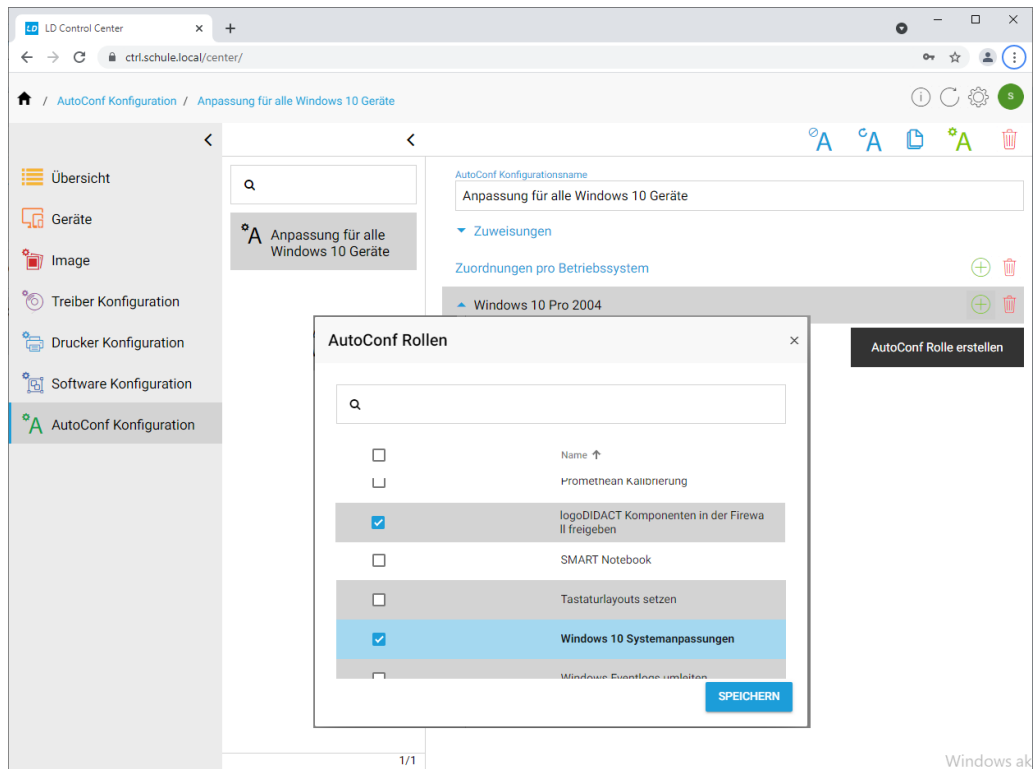 LD LD Control Center
ctrl.schule.local/center/
/ AutoConf Konfiguration / Anpassung für alle Windows 10 Geräte
S
Übersicht
Geräte
Image
Treiber Konfiguration
Drucker Konfiguration
Software Konfiguration
A AutoConf Konfiguration
A Anpassung für alle
Windows 10 Geräte
1/1
A A A
AutoConf Konfigurationsname
Anpassung für alle Windows 10 Geräte
Zuweisungen
Zuordnungen pro Betriebssystem
Windows 10 Pro 2004
AutoConf Rolle erstellen
AutoConf Rollen
Name
Promethean Kalibrierung
logoDIDACT Komponenten in der Firewa
ll freigeben
SMART Notebook
Tastaturlayouts setzen
Windows 10 Systemanpassungen
Windows Eventlogs umleiten
SPEICHERN
Windows ak